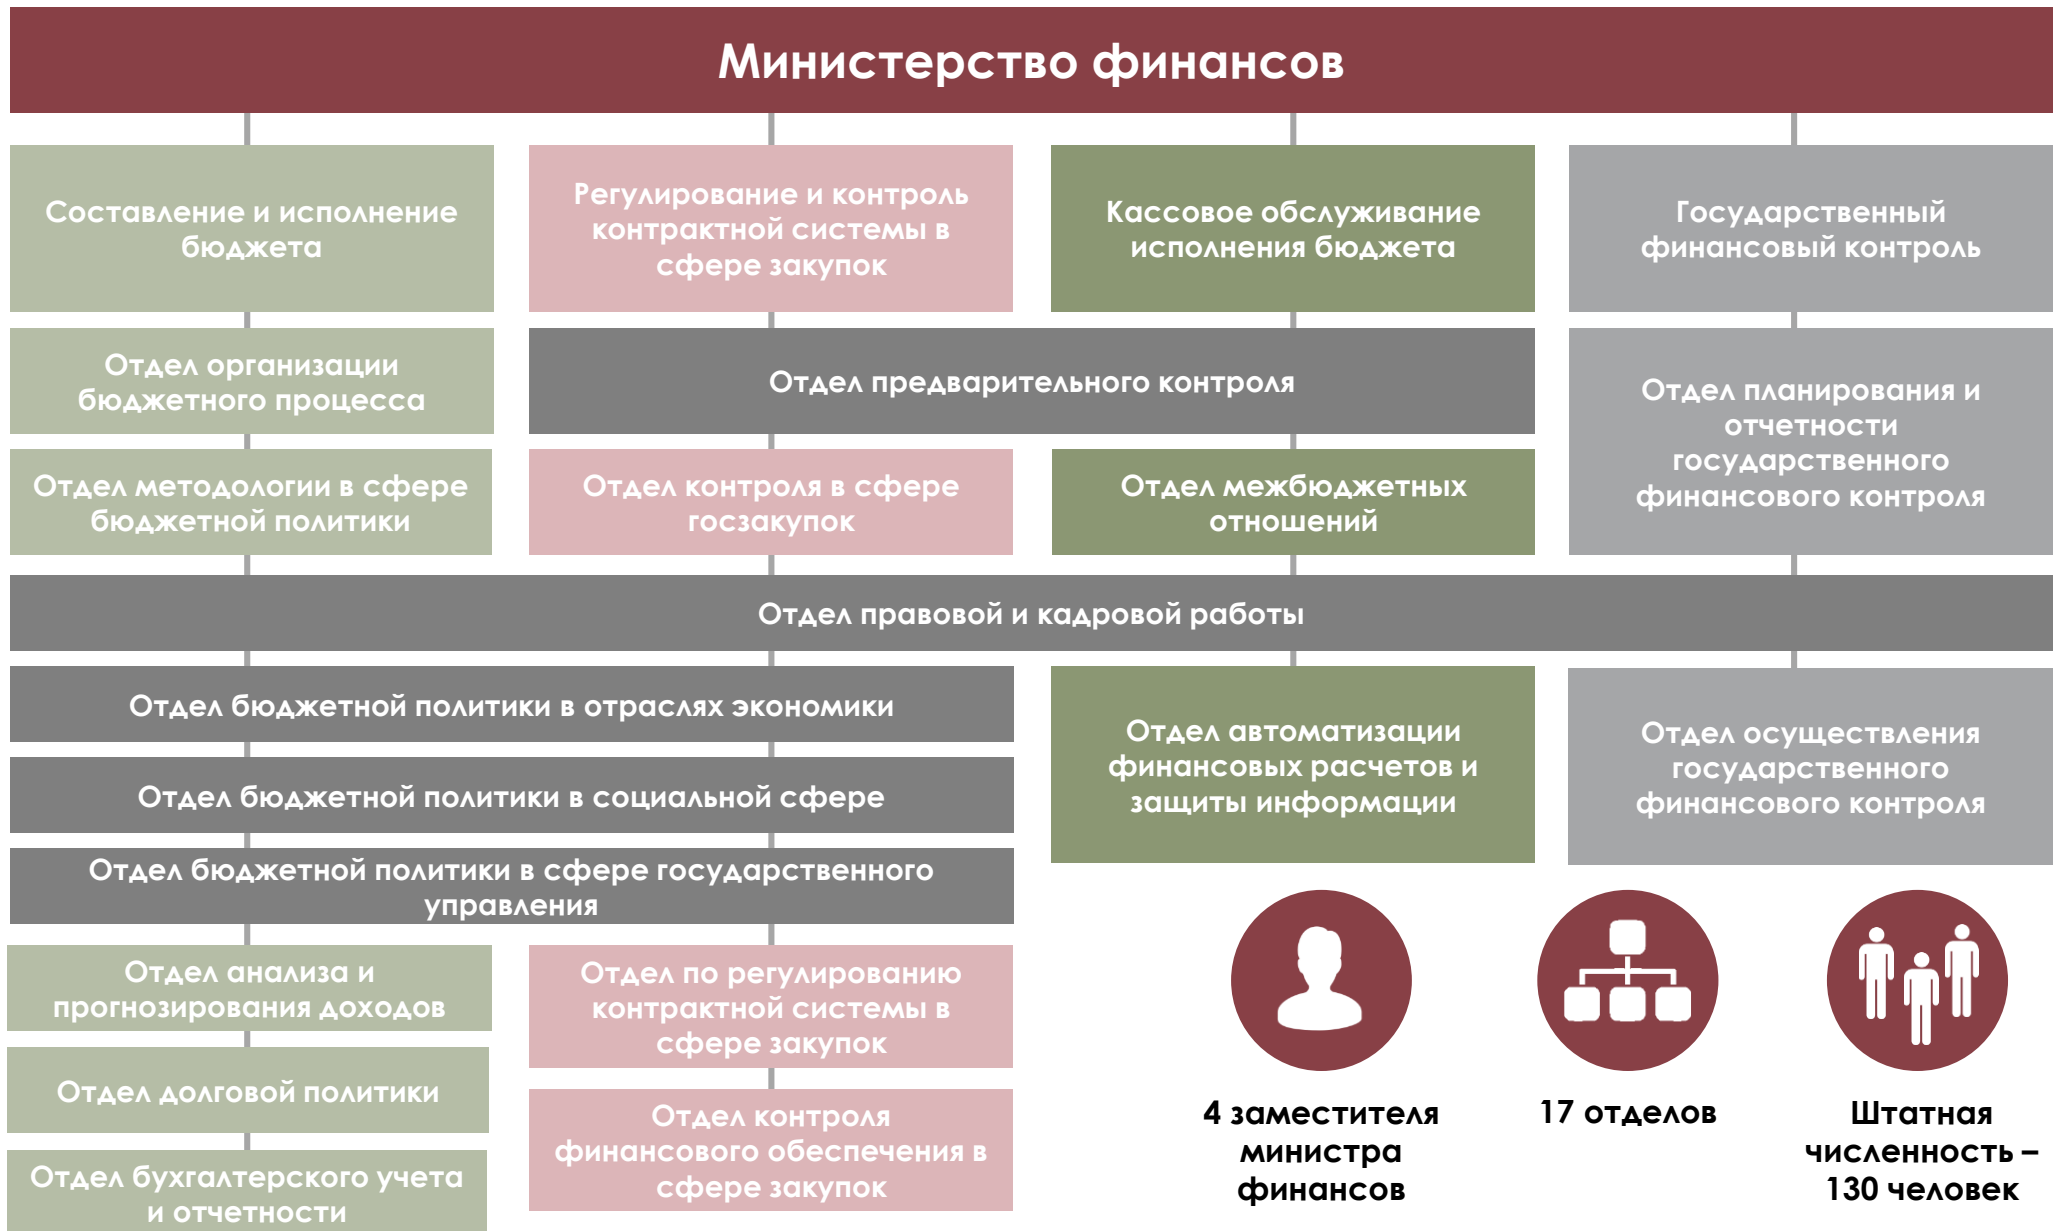 Министерство финансов
Составление и исполнение
бюджета
Регулирование и контроль
контрактной системы в
сфере закупок
Кассовое обслуживание
исполнения бюджета
Государственный
финансовый контроль
Отдел организации
бюджетного процесса
Отдел предварительного контроля
Отдел планирования и
отчетности
государственного
финансового контроля
Отдел методологии в сфере
бюджетной политики
Отдел контроля в сфере
госзакупок
Отдел межбюджетных
отношений
Отдел правовой и кадровой работы
Отдел бюджетной политики в отраслях экономики
Отдел бюджетной политики в социальной сфере
Отдел бюджетной политики в сфере государственного
управления
Отдел автоматизации
финансовых расчетов и
защиты информации
Отдел осуществления
государственного
финансового контроля
Отдел анализа и
прогнозирования доходов
Отдел по регулированию
контрактной системы в
сфере закупок
Отдел долговой политики
Отдел контроля
финансового обеспечения в
сфере закупок
Отдел бухгалтерского учета
и отчетности
4 заместителя
министра
финансов
17 отделов
Штатная
численность –
130 человек